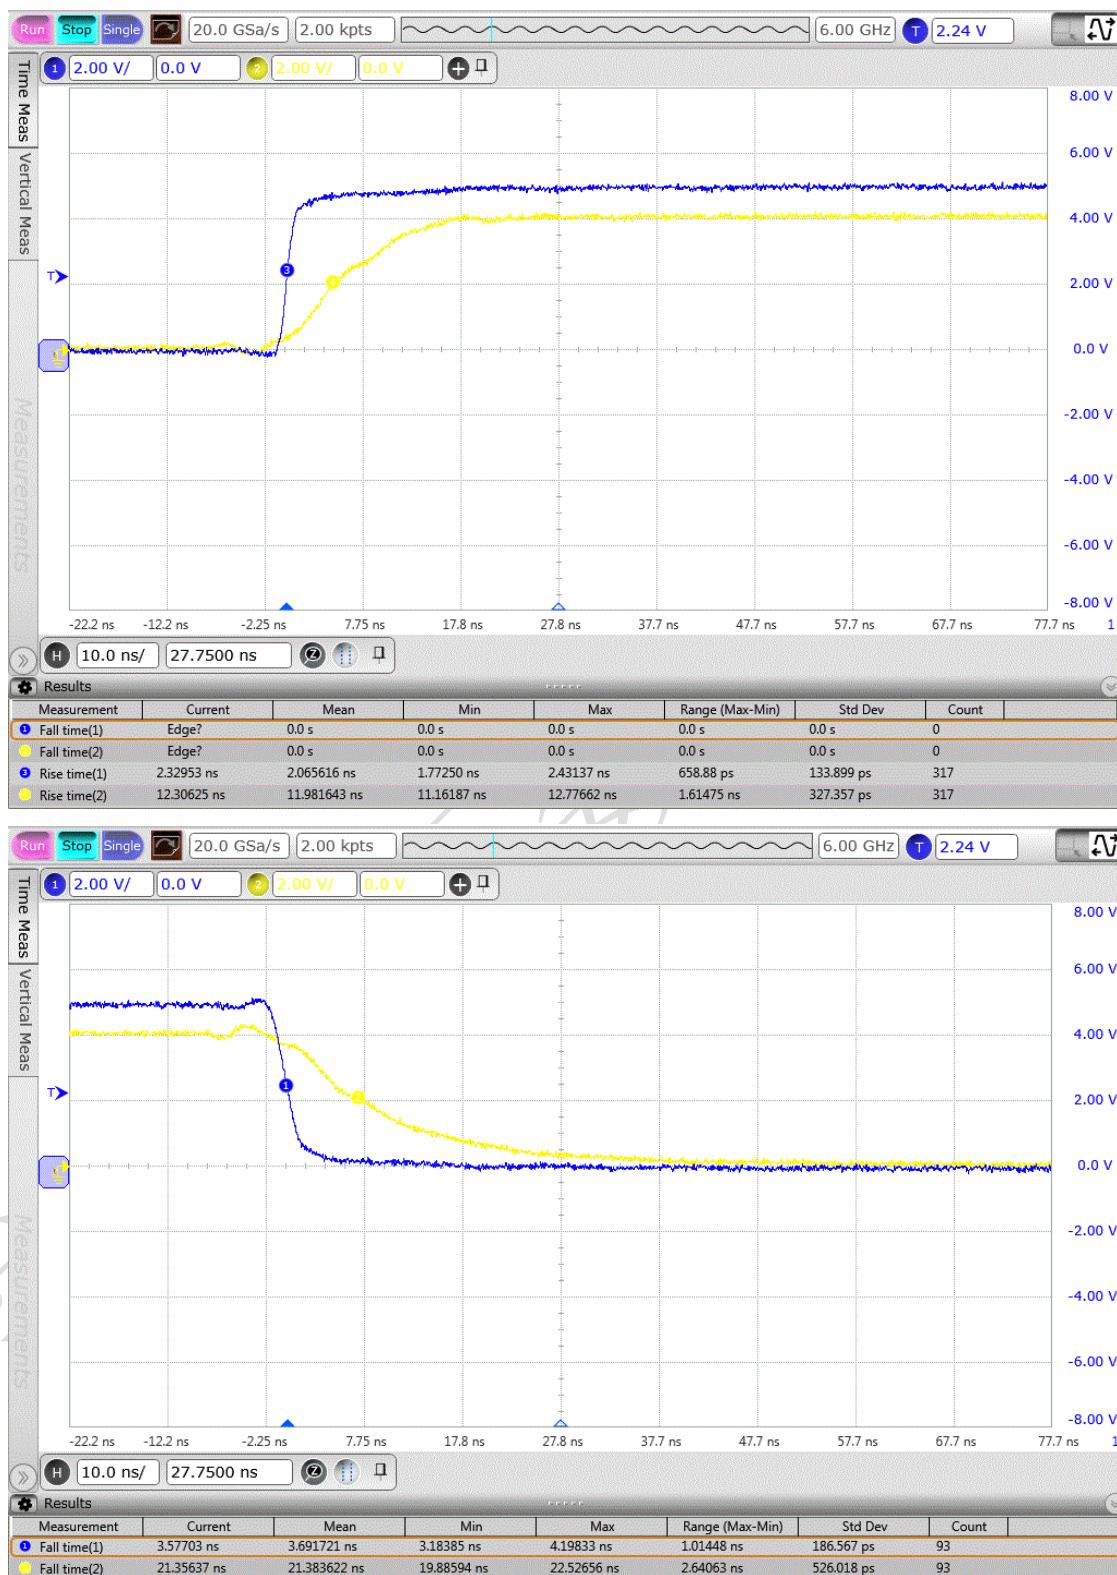 Run Stop Single 20.0 GSa/s 2.00 kpts 6.00 GHz T 2.24 V
1 2.00 V/ 0.0 V 2 2.00 V/ 0.0 V +
Time Meas
Vertical Meas
Measurements
8.00 V
6.00 V
4.00 V
2.00 V
0.0 V
-2.00 V
-4.00 V
-6.00 V
-8.00 V
T
3
4
-22.2 ns -12.2 ns -2.25 ns 7.75 ns 17.8 ns 27.8 ns 37.7 ns 47.7 ns 57.7 ns 67.7 ns 77.7 ns 1
H 10.0 ns/ 27.7500 ns
Results
Measurement Current Mean Min Max Range (Max-Min) Std Dev Count
1 Fall time(1) Edge? 0.0 s 0.0 s 0.0 s 0.0 s 0.0 s 0
2 Fall time(2) Edge? 0.0 s 0.0 s 0.0 s 0.0 s 0.0 s 0
3 Rise time(1) 2.32953 ns 2.065616 ns 1.77250 ns 2.43137 ns 658.88 ps 133.899 ps 317
4 Rise time(2) 12.30625 ns 11.981643 ns 11.16187 ns 12.77662 ns 1.61475 ns 327.357 ps 317
Run Stop Single 20.0 GSa/s 2.00 kpts 6.00 GHz T 2.24 V
1 2.00 V/ 0.0 V 2 2.00 V/ 0.0 V +
Time Meas
Vertical Meas
Measurements
8.00 V
6.00 V
4.00 V
2.00 V
0.0 V
-2.00 V
-4.00 V
-6.00 V
-8.00 V
T
1
2
-22.2 ns -12.2 ns -2.25 ns 7.75 ns 17.8 ns 27.8 ns 37.7 ns 47.7 ns 57.7 ns 67.7 ns 77.7 ns 1
H 10.0 ns/ 27.7500 ns
Results
Measurement Current Mean Min Max Range (Max-Min) Std Dev Count
1 Fall time(1) 3.57703 ns 3.691721 ns 3.18385 ns 4.19833 ns 1.01448 ns 186.567 ps 93
2 Fall time(2) 21.35637 ns 21.383622 ns 19.88594 ns 22.52656 ns 2.64063 ns 526.018 ps 93